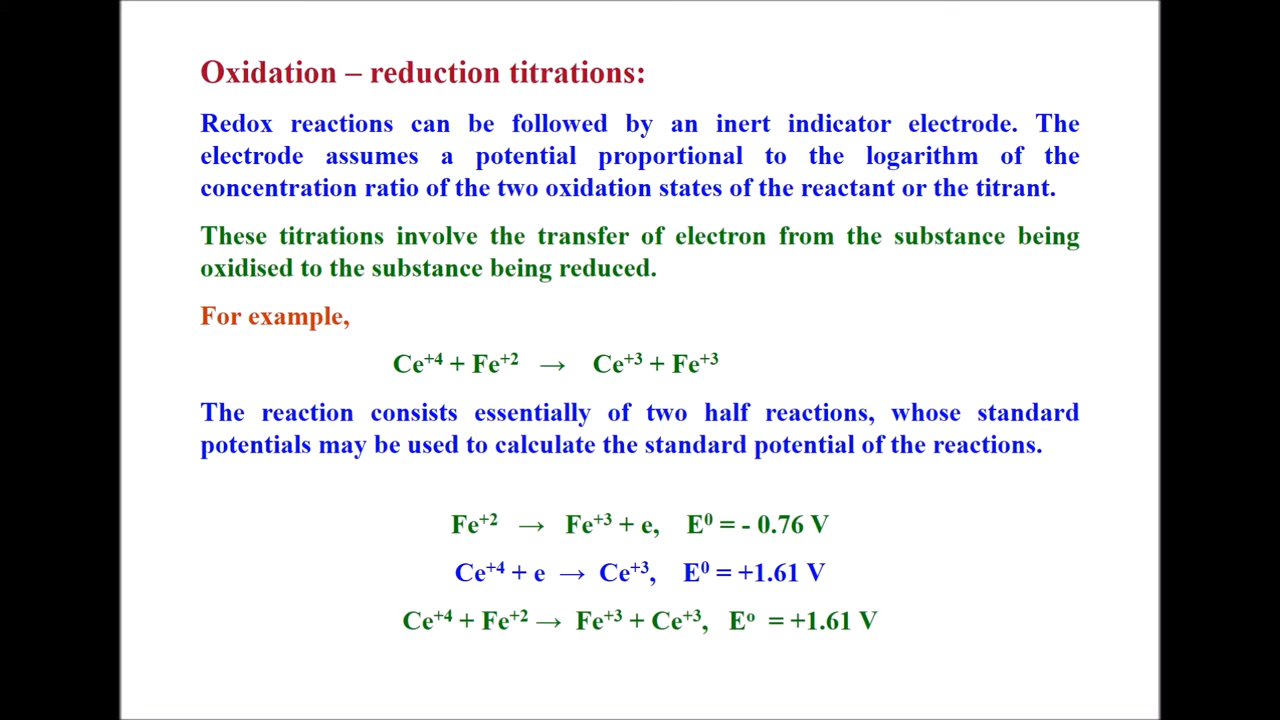 Oxidation – reduction titrations:
Redox reactions can be followed by an inert indicator electrode. The
electrode assumes a potential proportional to the logarithm of the
concentration ratio of the two oxidation states of the reactant or the titrant.
These titrations involve the transfer of electron from the substance being
oxidised to the substance being reduced.
For example,
Ce⁺⁴ + Fe⁺² → Ce⁺³ + Fe⁺³
The reaction consists essentially of two half reactions, whose standard
potentials may be used to calculate the standard potential of the reactions.
Fe⁺² → Fe⁺³ + e, E⁰ = - 0.76 V
Ce⁺⁴ + e → Ce⁺³, E⁰ = +1.61 V
Ce⁺⁴ + Fe⁺² → Fe⁺³ + Ce⁺³, Eᵒ = +1.61 V